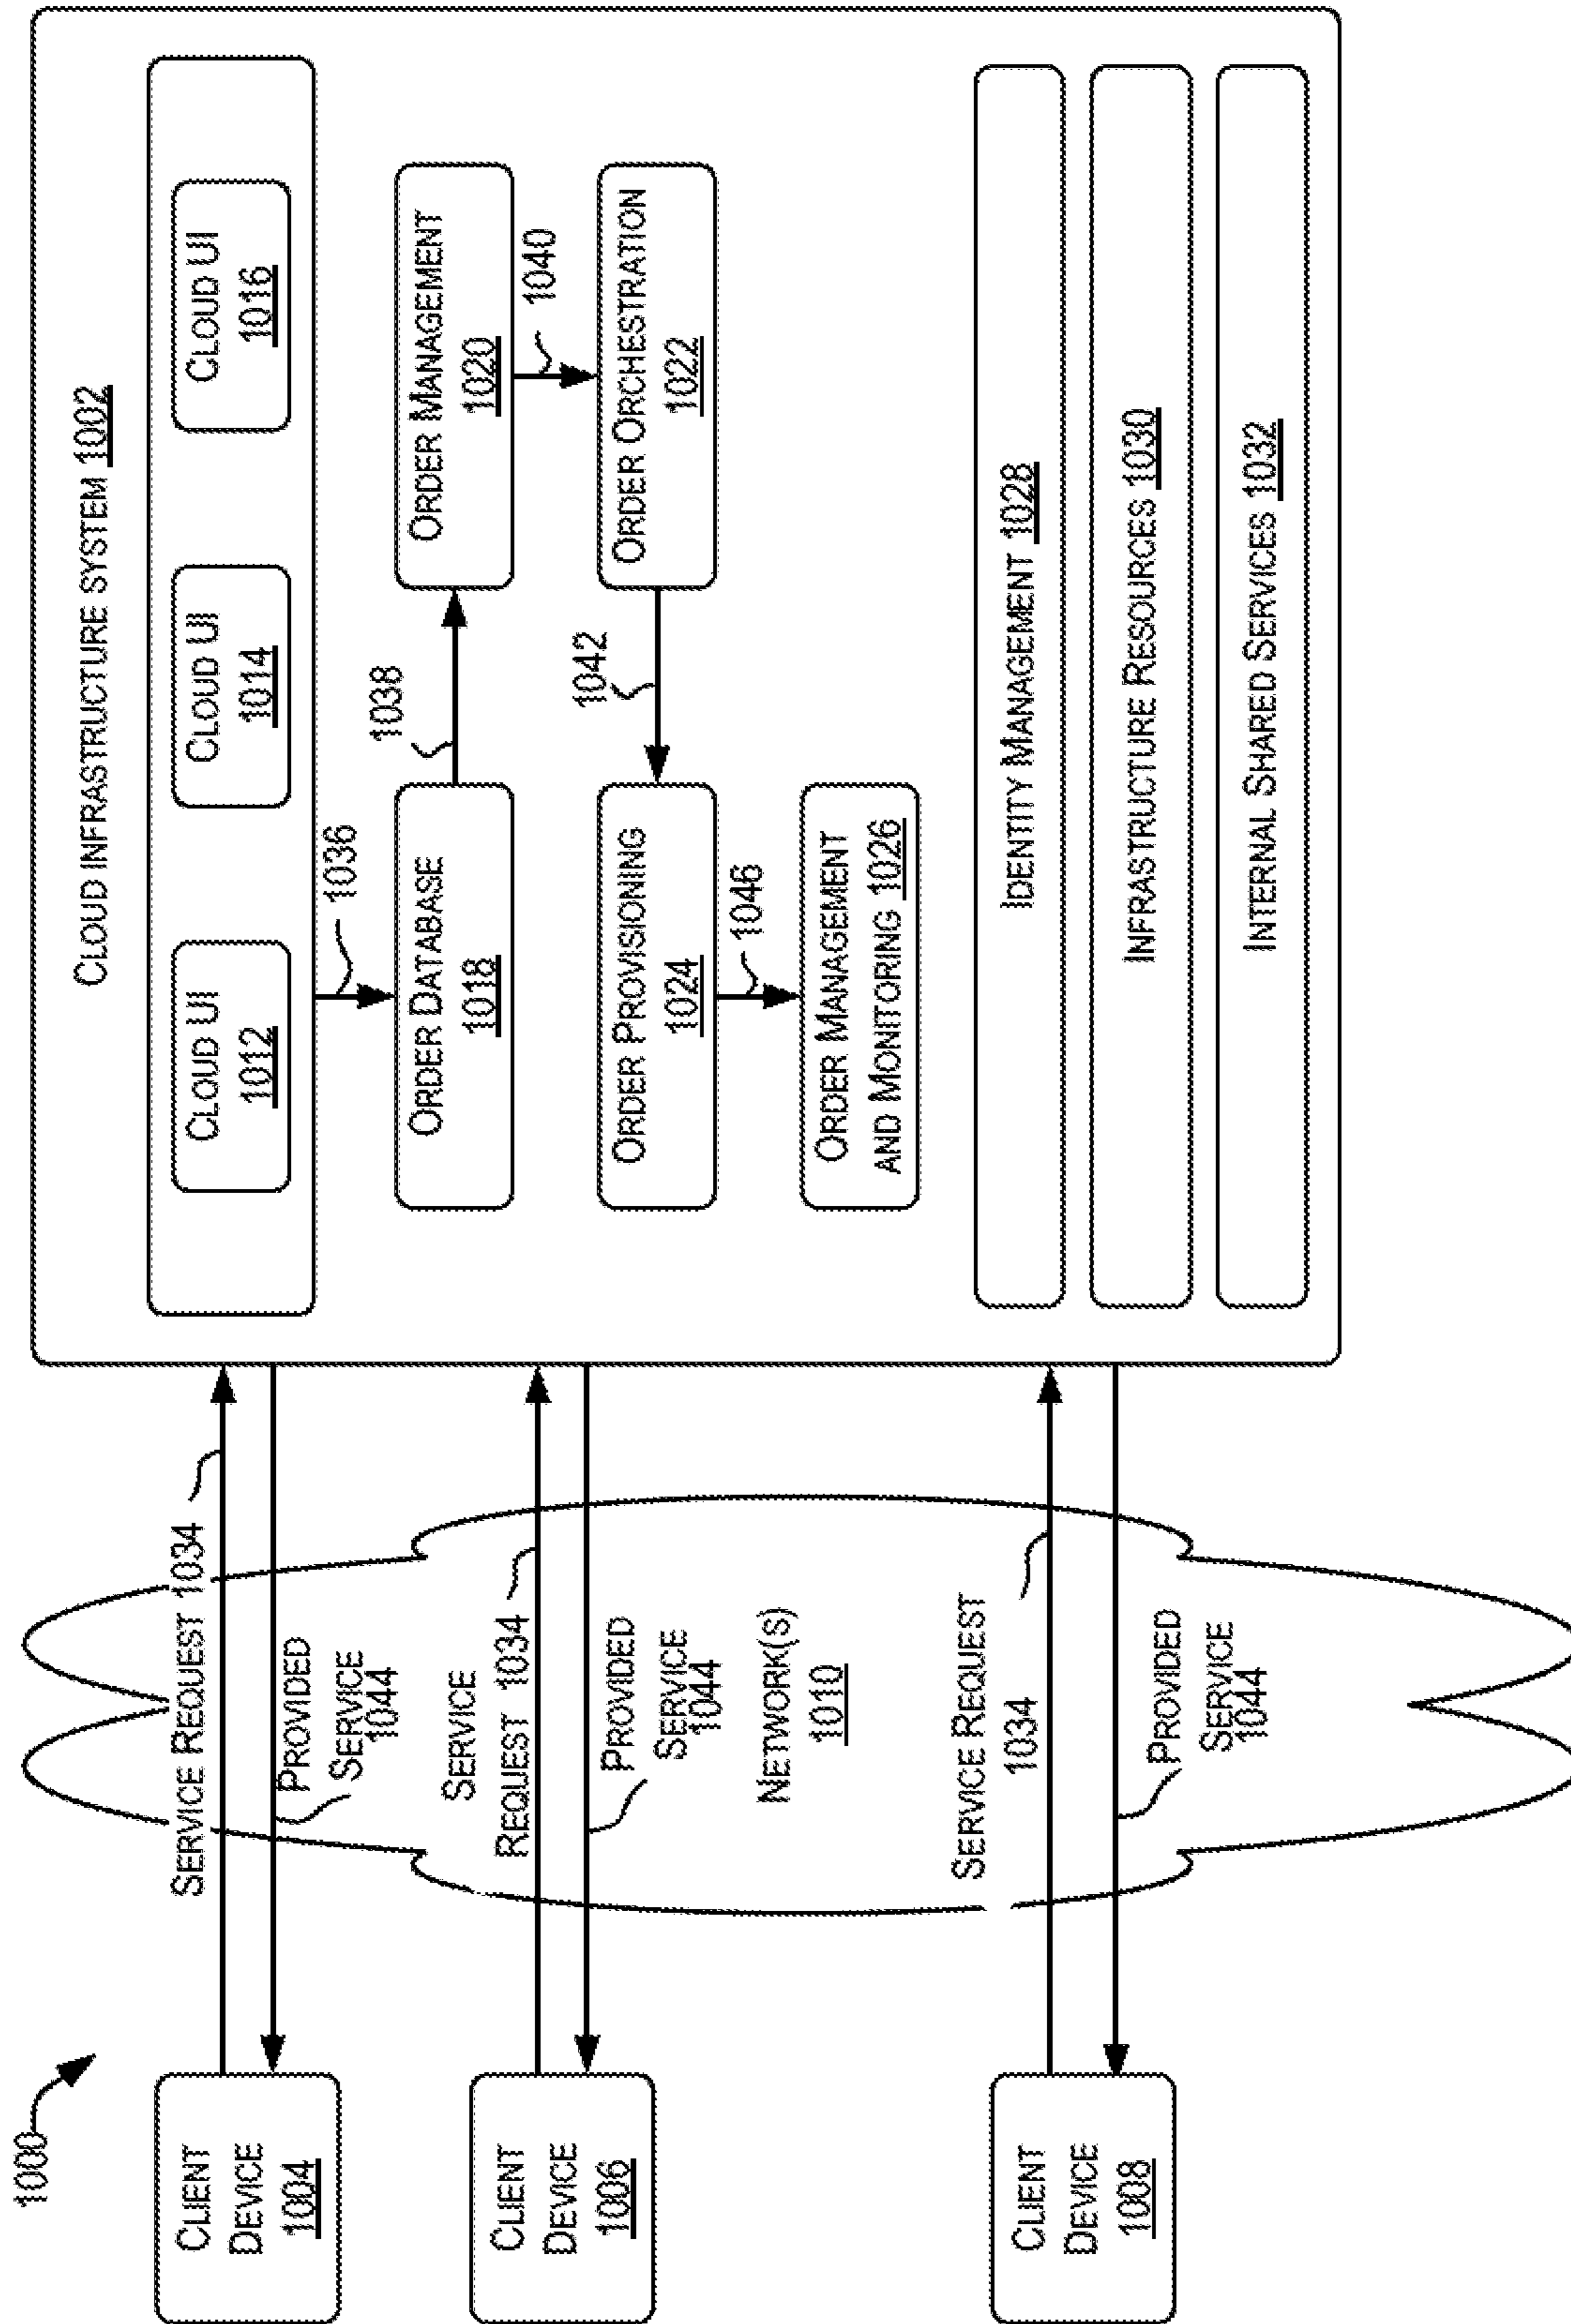 1000
CLIENT
DEVICE
1004
CLIENT
DEVICE
1006
CLIENT
DEVICE
1008
SERVICE REQUEST 1034
PROVIDED
SERVICE
1044
SERVICE
REQUEST 1034
PROVIDED
SERVICE
1044
NETWORK(S)
1010
SERVICE REQUEST
1034
PROVIDED
SERVICE
1044
CLOUD INFRASTRUCTURE SYSTEM 1002
CLOUD UI
1012
CLOUD UI
1014
CLOUD UI
1016
1036
ORDER DATABASE
1018
1038
ORDER MANAGEMENT
1020
1040
ORDER ORCHESTRATION
1022
1042
ORDER PROVISIONING
1024
1046
ORDER MANAGEMENT
AND MONITORING 1026
IDENTITY MANAGEMENT 1028
INFRASTRUCTURE RESOURCES 1030
INTERNAL SHARED SERVICES 1032